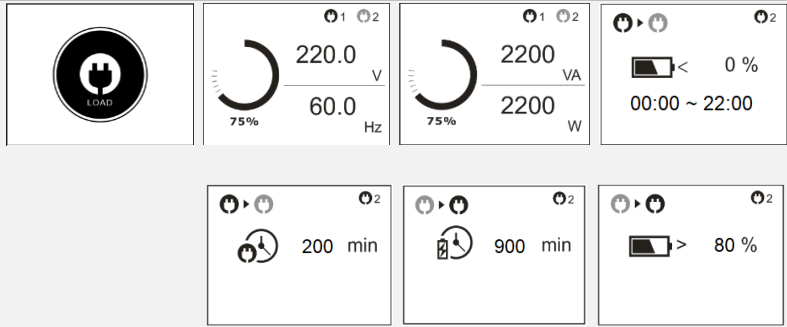 LOAD
1 2
220.0
V
75%
60.0
Hz
1 2
2200
VA
75%
2200
W
2
< 0 %
00:00 ~ 22:00
2
200 min
2
900 min
2
> 80 %